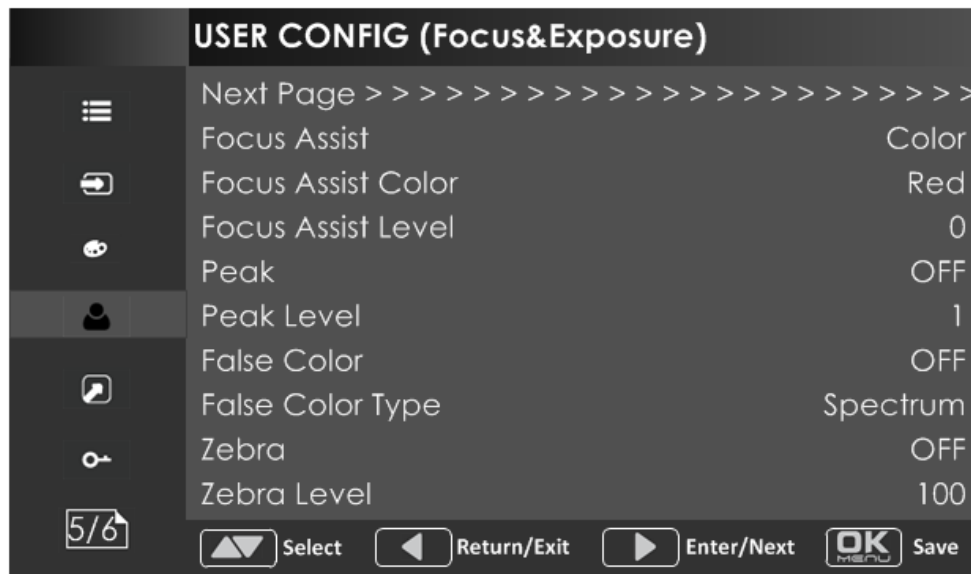 USER CONFIG (Focus&Exposure)
Next Page > > > > > > > > > > > > > > > > > > > > > > >
Focus Assist Color
Focus Assist Color Red
Focus Assist Level 0
Peak OFF
Peak Level 1
False Color OFF
False Color Type Spectrum
Zebra OFF
Zebra Level 100
5/6 Select Return/Exit Enter/Next OK MENU Save